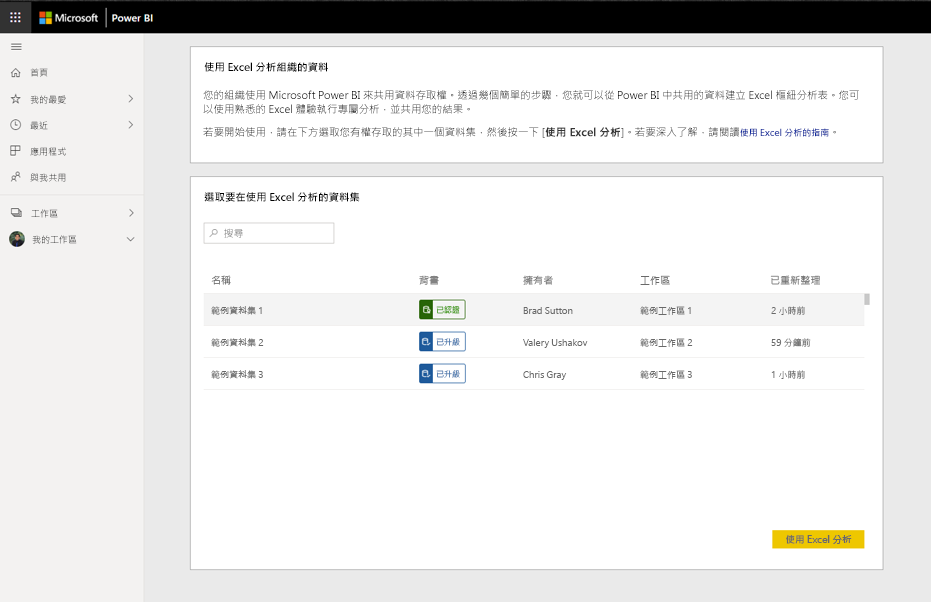 Microsoft Power BI
首頁
我的最愛
最近
應用程式
與我共用
工作區
我的工作區
使用 Excel 分析組織的資料
您的組織使用 Microsoft Power BI 來共用資料存取權。透過幾個簡單的步驟，您就可以從 Power BI 中共用的資料建立 Excel 樞紐分析表。您可
以使用熟悉的 Excel 體驗執行專屬分析，並共用您的結果。
若要開始使用，請在下方選取您有權存取的其中一個資料集，然後按一下 [使用 Excel 分析]。若要深入了解，請閱讀使用 Excel 分析的指南。
選取要在使用 Excel 分析的資料集
搜尋
名稱 背書 擁有者 工作區 已重新整理
範例資料集 1 已認證 Brad Sutton 範例工作區 1 2 小時前
範例資料集 2 已升級 Valery Ushakov 範例工作區 2 59 分鐘前
範例資料集 3 已升級 Chris Gray 範例工作區 3 1 小時前
使用 Excel 分析